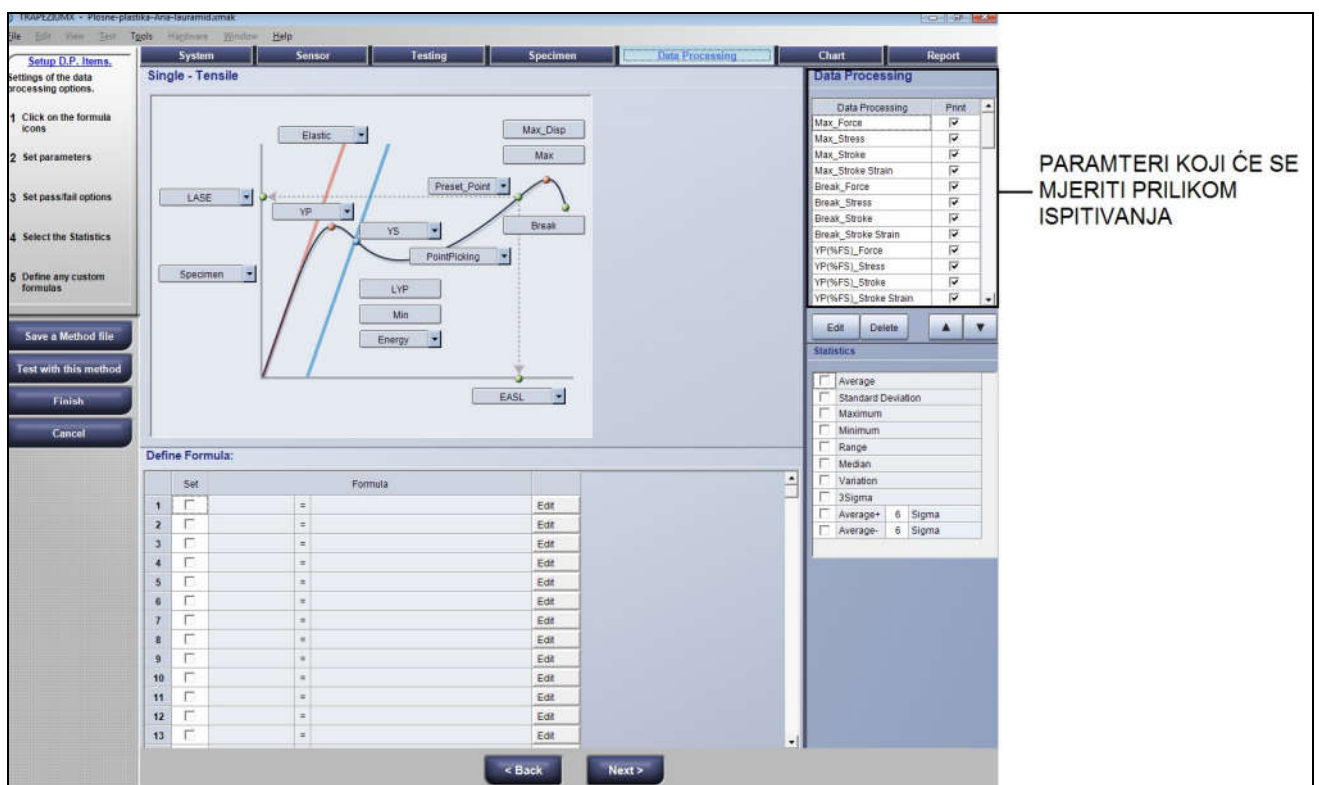 TRAPEZIUMX - Plosne-plastika-Ana-lauramid.xmak
File Edit View Test Tools Hardware Window Help
Setup D.P. Items.
Settings of the data
processing options.
1 Click on the formula
icons
2 Set parameters
3 Set pass/fail options
4 Select the Statistics
5 Define any custom
formulas
Save a Method file
Test with this method
Finish
Cancel
System Sensor Testing Specimen Data Processing Chart Report
Single - Tensile
Elastic
Max_Disp
Max
Preset_Point
LASE
YP
YS
Break
PointPicking
Specimen
LYP
Min
Energy
EASL
Define Formula:
Set Formula
1 = Edit
2 = Edit
3 = Edit
4 = Edit
5 = Edit
6 = Edit
7 = Edit
8 = Edit
9 = Edit
10 = Edit
11 = Edit
12 = Edit
13 = Edit
< Back Next >
Data Processing
Data Processing Print
Max_Force
Max_Stress
Max_Stroke
Max_Stroke Strain
Break_Force
Break_Stress
Break_Stroke
Break_Stroke Strain
YP(%FS)_Force
YP(%FS)_Stress
YP(%FS)_Stroke
YP(%FS)_Stroke Strain
Edit Delete
Statistics
Average
Standard Deviation
Maximum
Minimum
Range
Median
Variation
3Sigma
Average+ 6 Sigma
Average- 6 Sigma
PARAMTERI KOJI ĆE SE
MJERITI PRILIKOM
ISPITIVANJA